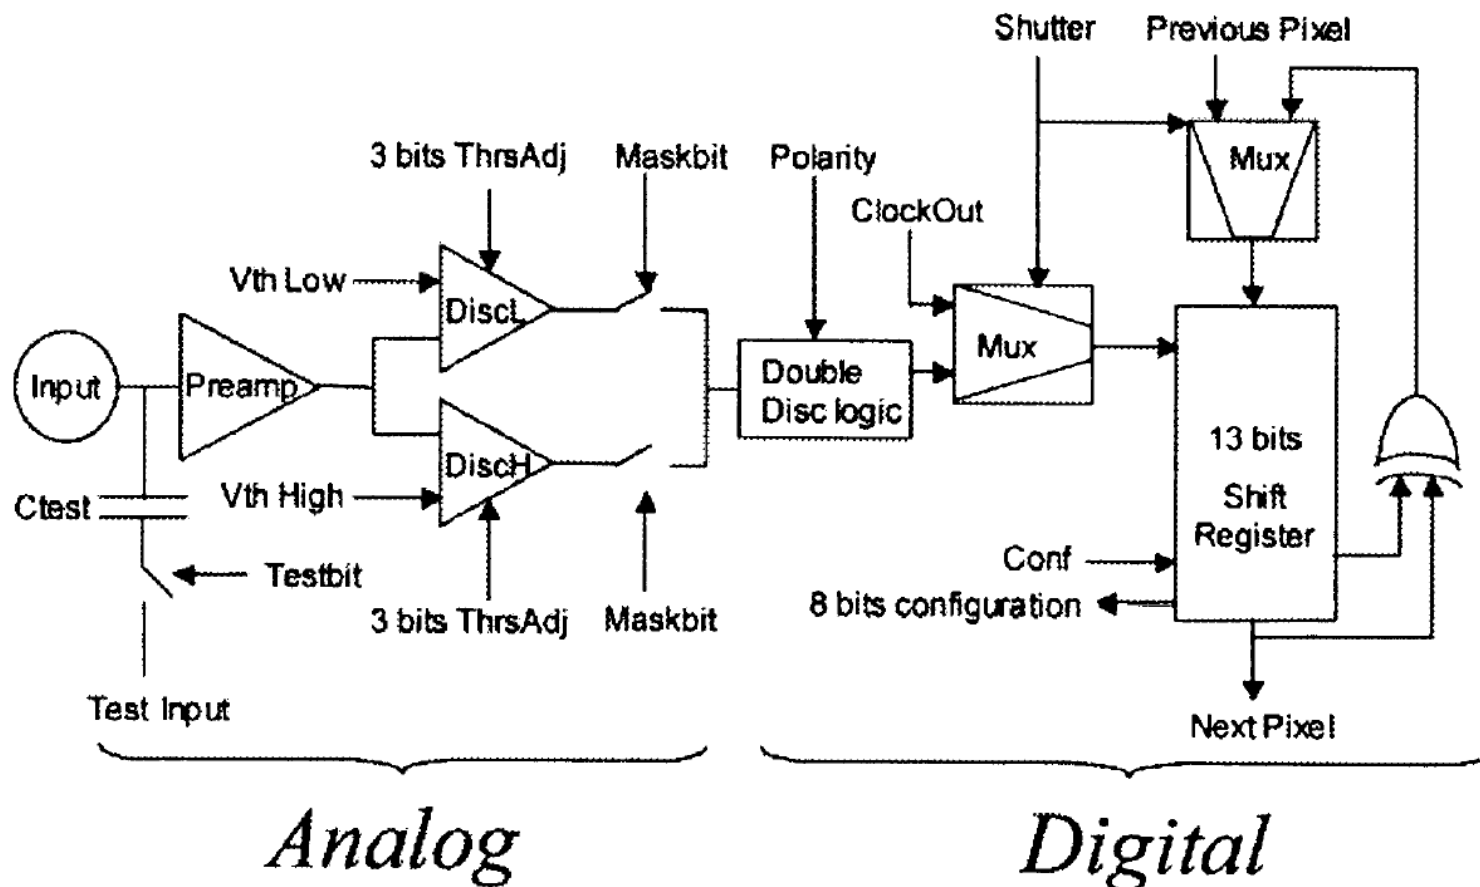 Shutter
Previous Pixel
3 bits ThrsAdj
Maskbit
Polarity
Mux
ClockOut
Vth Low
DiscL
Mux
Input
Preamp
Double
Disc logic
13 bits
Shift
Register
DiscH
Vth High
Ctest
Conf
Testbit
8 bits configuration
3 bits ThrsAdj
Maskbit
Test Input
Next Pixel
Analog
Digital